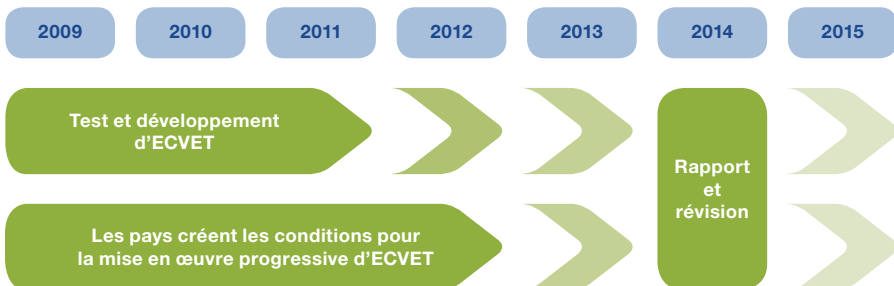 2009 2010 2011 2012 2013 2014 2015
Test et développement
d'ECVET
Rapport
et
révision
Les pays créent les conditions pour
la mise en œuvre progressive d'ECVET